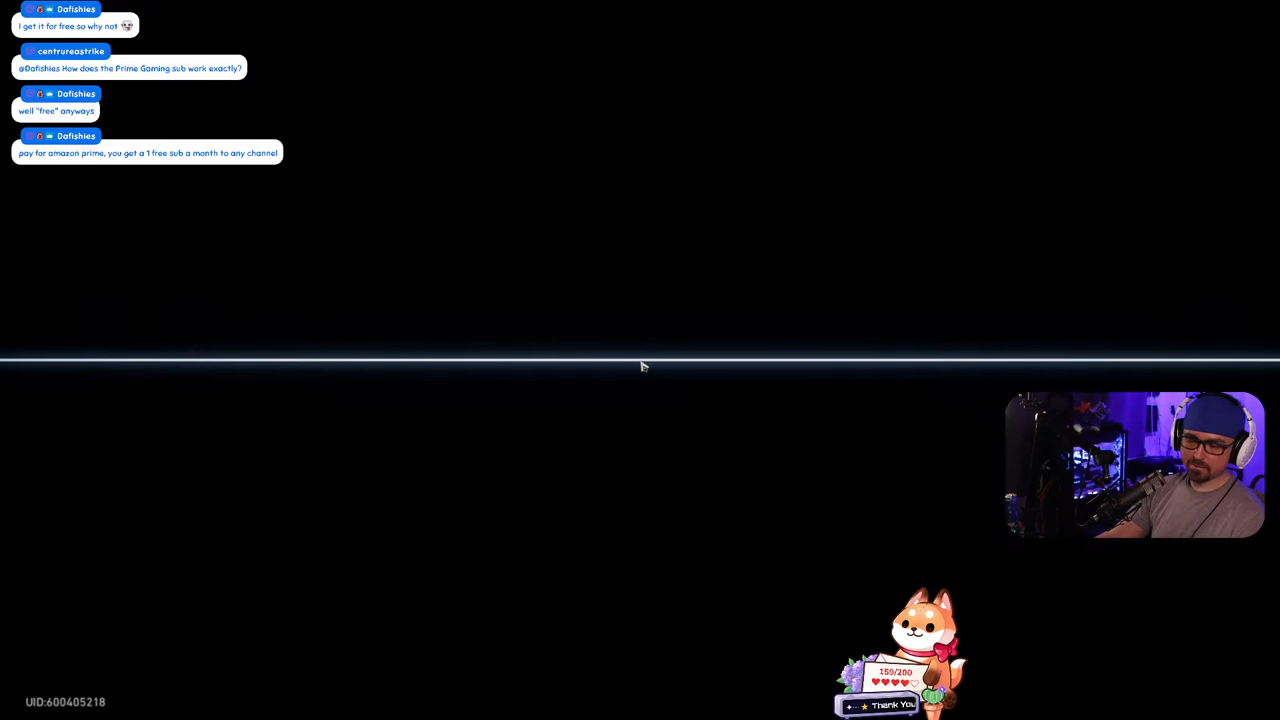 Dafishies
I get it for free so why not
centrureastrike
@Dafishies How does the Prime Gaming sub work exactly?
Dafishies
well "free" anyways
Dafishies
pay for amazon prime, you get a 1 free sub a month to any channel
159/200
Thank You
UID:600405218